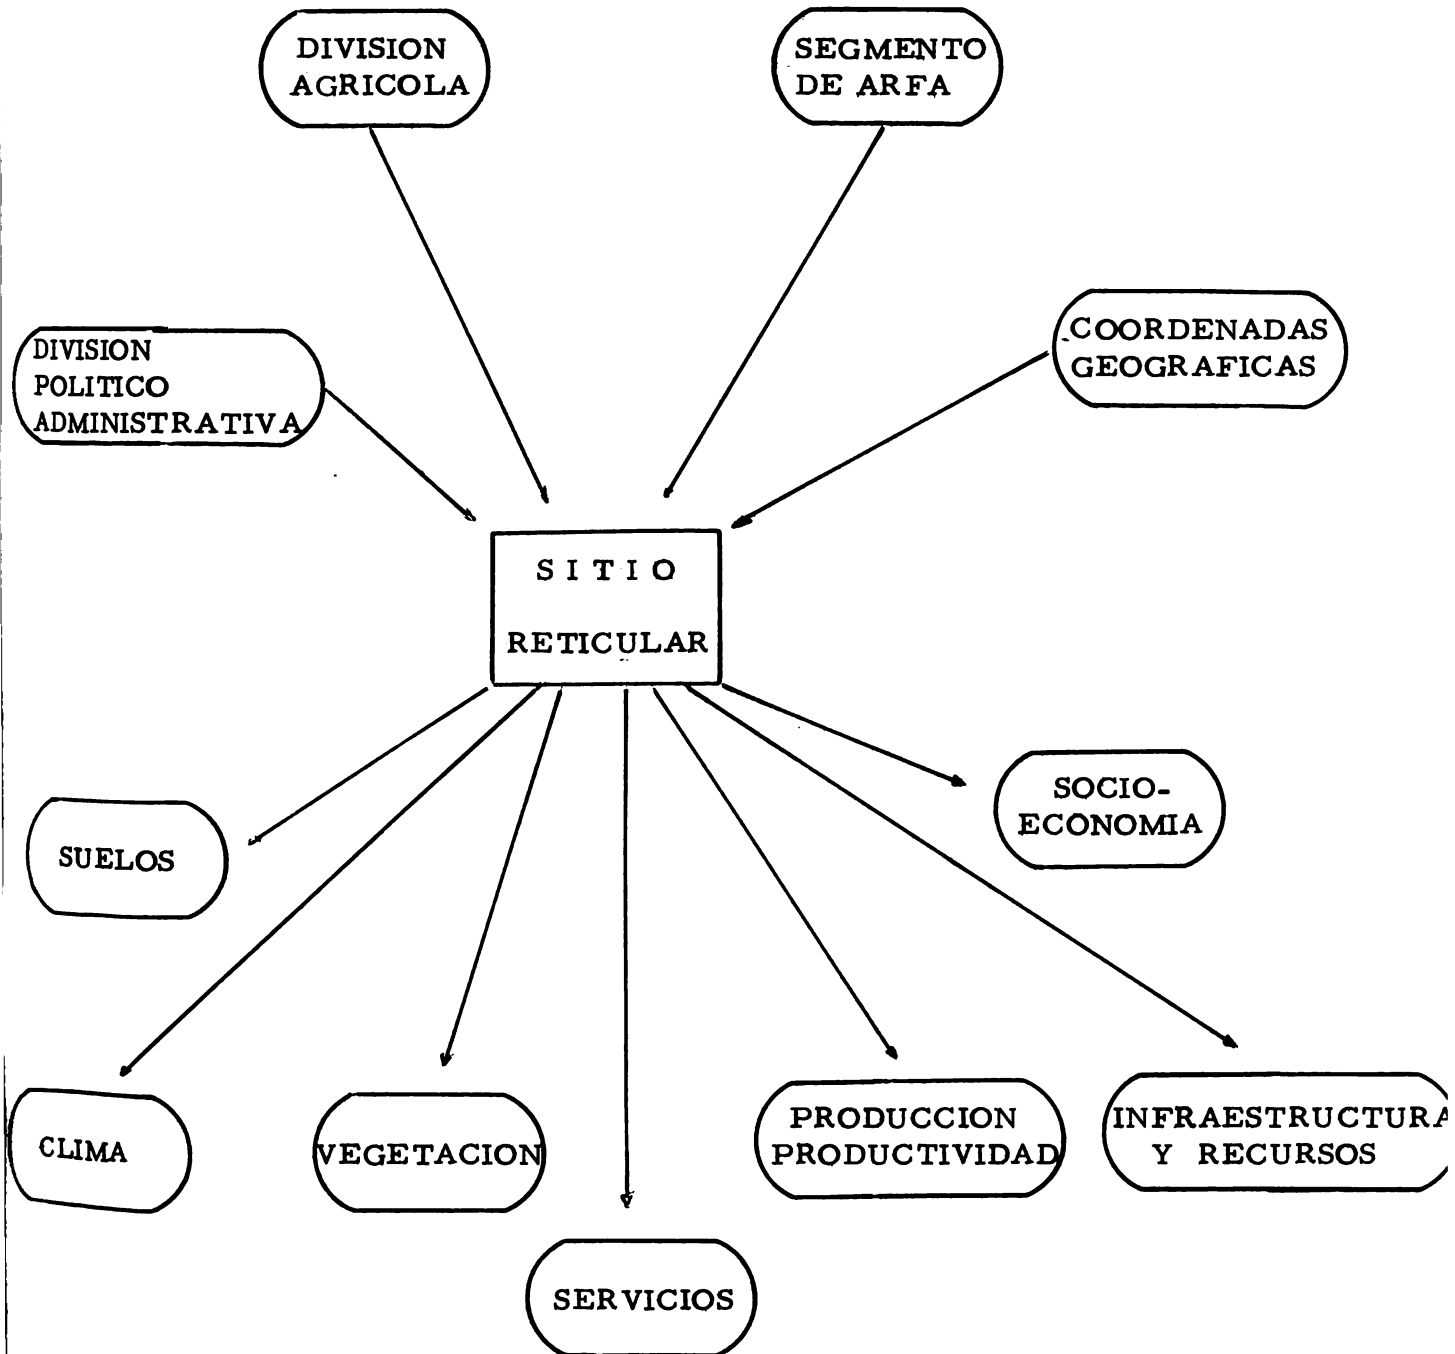 DIVISION
AGRICOLA
SEGMENTO
DE ARFA
COORDENADAS
GEOGRAFICAS
DIVISION
POLITICO
ADMINISTRATIVA
SITIO
RETICULAR
SOCIO-
ECONOMIA
SUELOS
CLIMA
VEGETACION
PRODUCCION
PRODUCTIVIDAD
INFRAESTRUCTURA
Y RECURSOS
SERVICIOS